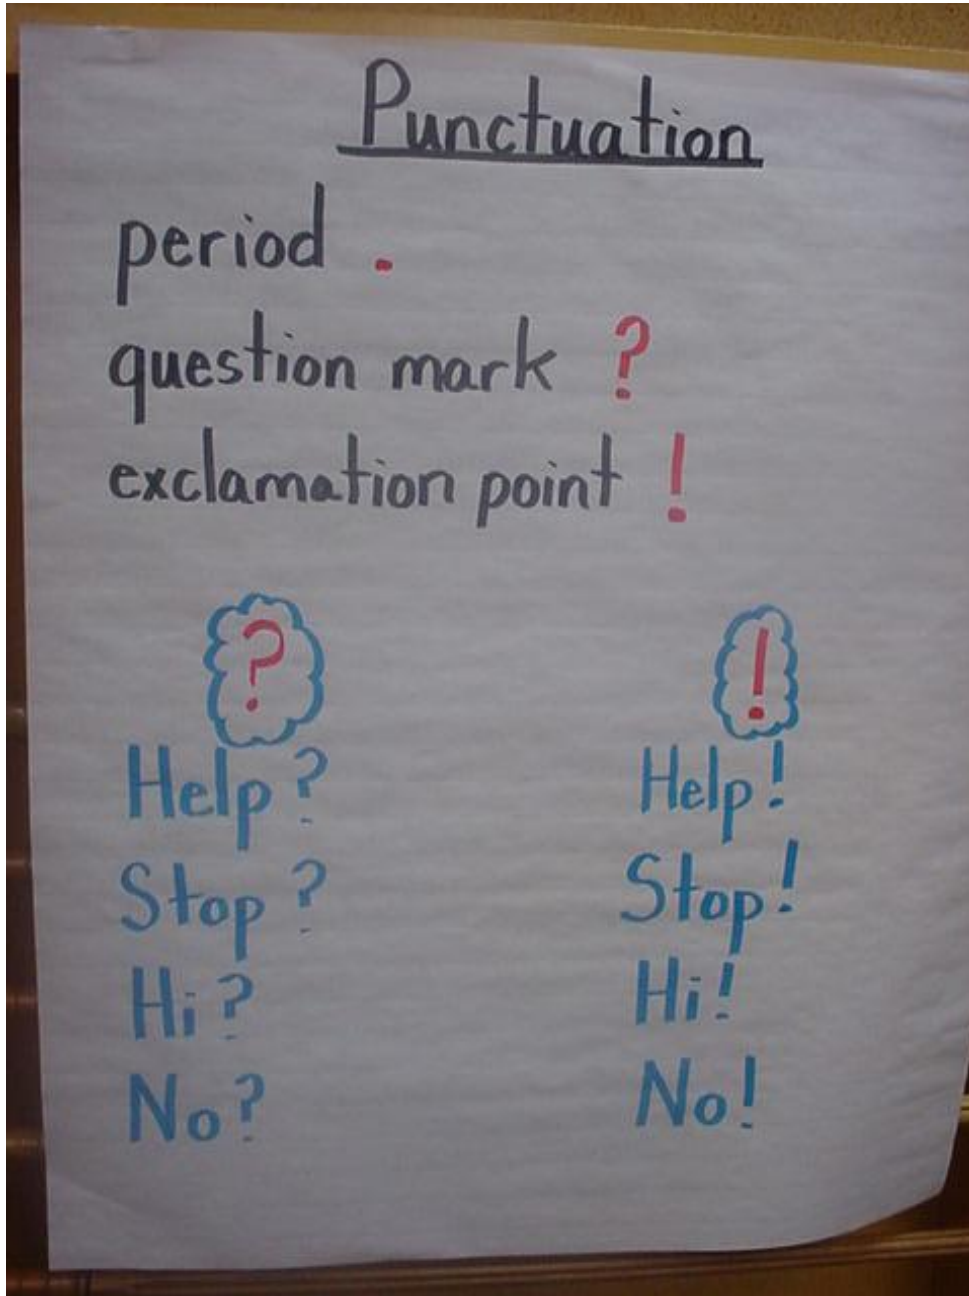 Punctuation
period .
question mark ?
exclamation point !
? !
Help? Help!
Stop? Stop!
Hi? Hi!
No? No!